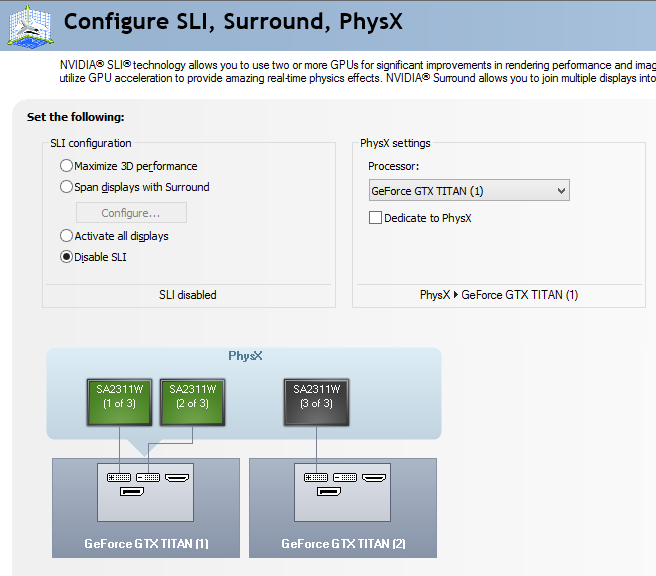 Configure SLI, Surround, PhysX
NVIDIA® SLI® technology allows you to use two or more GPUs for significant improvements in rendering performance and
utilize GPU acceleration to provide amazing real-time physics effects. NVIDIA® Surround allows you to join multiple displays into
Set the following:
SLI configuration
Maximize 3D performance
Span displays with Surround
Configure...
Activate all displays
Disable SLI
SLI disabled
PhysX settings
Processor:
GeForce GTX TITAN (1)
Dedicate to PhysX
PhysX GeForce GTX TITAN (1)
PhysX
SA2311W
(1 of 3)
SA2311W
(2 of 3)
SA2311W
(3 of 3)
GeForce GTX TITAN (1)
GeForce GTX TITAN (2)